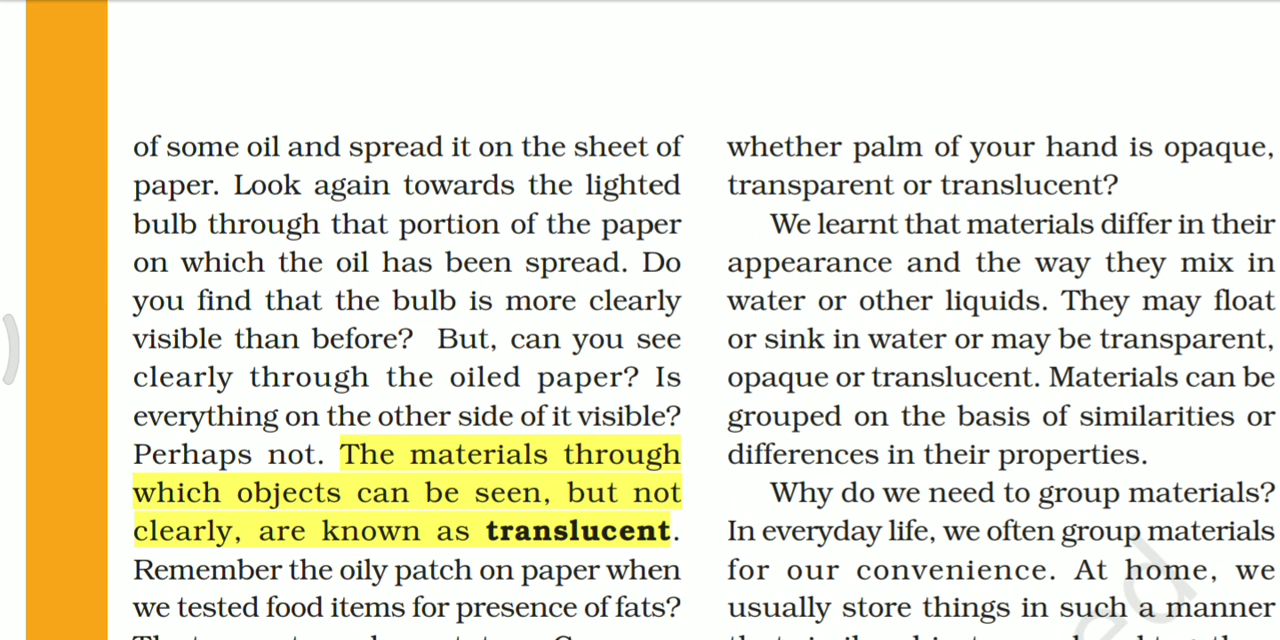 of some oil and spread it on the sheet of
paper. Look again towards the lighted
bulb through that portion of the paper
on which the oil has been spread. Do
you find that the bulb is more clearly
visible than before? But, can you see
clearly through the oiled paper? Is
everything on the other side of it visible?
Perhaps not. The materials through
which objects can be seen, but not
clearly, are known as translucent.
Remember the oily patch on paper when
we tested food items for presence of fats?
whether palm of your hand is opaque,
transparent or translucent?
We learnt that materials differ in their
appearance and the way they mix in
water or other liquids. They may float
or sink in water or may be transparent,
opaque or translucent. Materials can be
grouped on the basis of similarities or
differences in their properties.
Why do we need to group materials?
In everyday life, we often group materials
for our convenience. At home, we
usually store things in such a manner